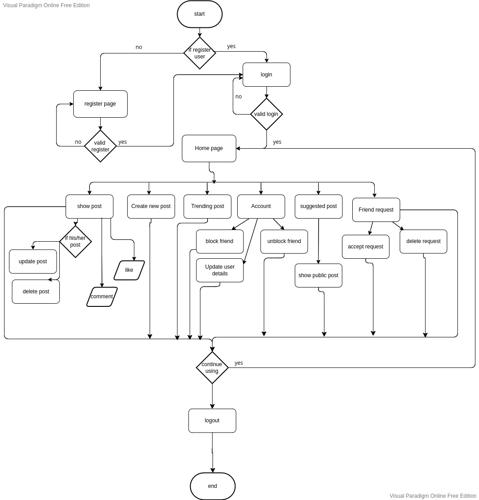 Visual Paradigm Online Free Edition
start
no
If register
user
yes
login
register page
no
valid login
no
valid
register
yes
yes
Home page
show post
Create new post
Trending post
Account
suggested post
Friend request
if his/her
post
block friend
unblock friend
accept request
delete request
update post
like
Update user
details
show public post
delete post
comment
continue
using
yes
logout
end
Visual Paradigm Online Free Edition